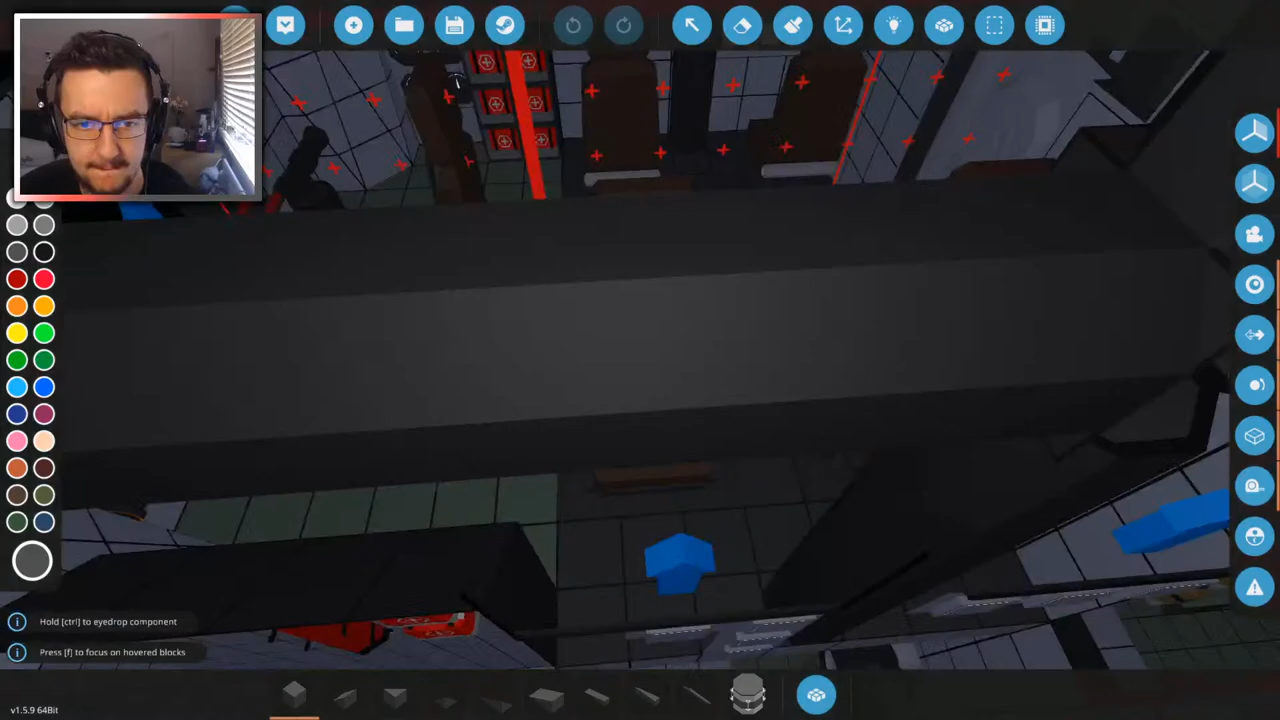 Hold [ctrl] to eyedrop component
Press [f] to focus on hovered blocks
v1.5.9 64Bit